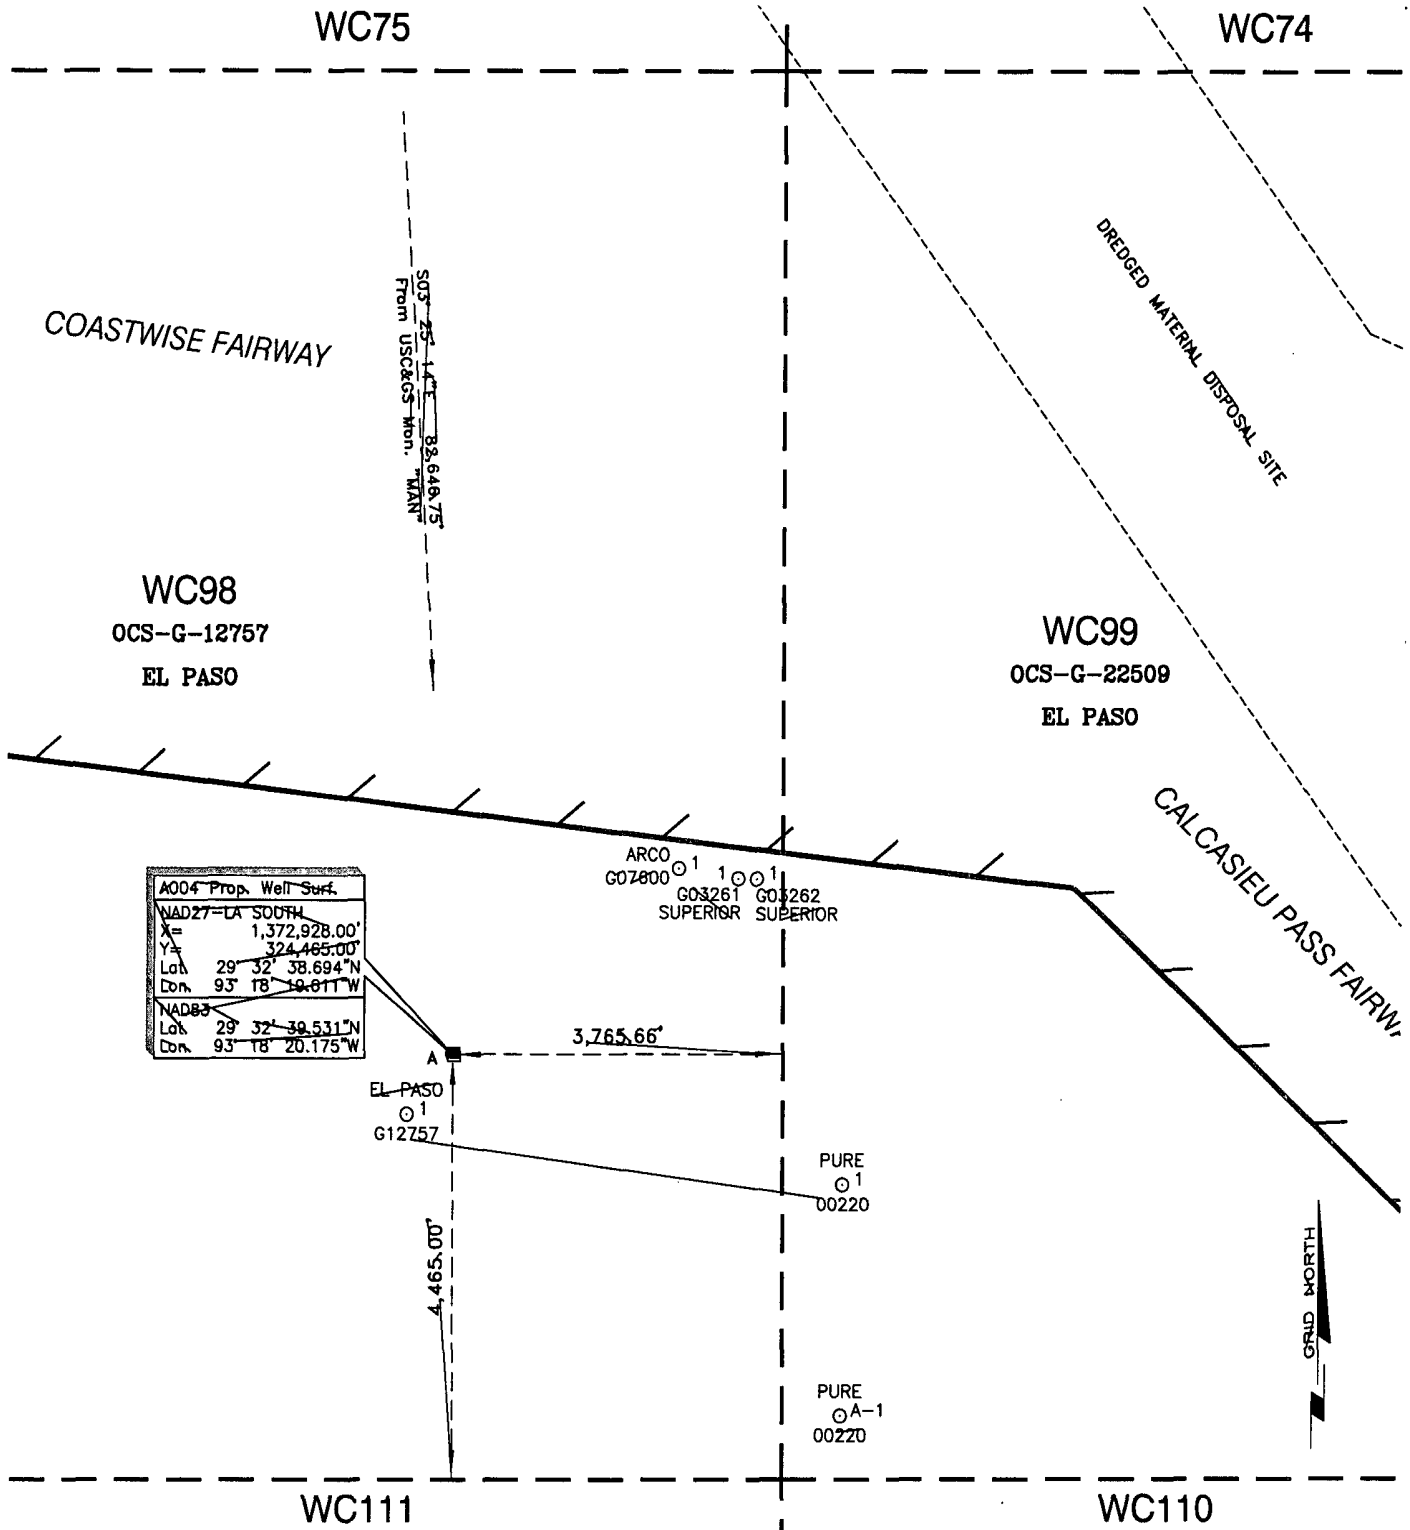 WC75
WC74
COASTWISE FAIRWAY
S03° 25' 14"E 82,640.75'
From USC&GS Mon. "MAN"
DREDGED MATERIAL DISPOSAL SITE
WC98
OCS-G-12757
EL PASO
WC99
OCS-G-22509
EL PASO
CALCASIEU PASS FAIRWA
ARCO
1
G07600
1
G03261
SUPERIOR
1
G03262
SUPERIOR
A004 Prop. Well Surf.
NAD27-LA SOUTH
X= 1,372,928.00'
Y= 324,465.00'
Lat. 29° 32' 38.694"N
Lon. 93° 18' 19.611"W
NAD83
Lat. 29° 32' 39.531"N
Lon. 93° 18' 20.175"W
A
3,765.66'
EL PASO
1
G12757
PURE
1
00220
4,465.00'
GRID NORTH
PURE
A-1
00220
WC111
WC110